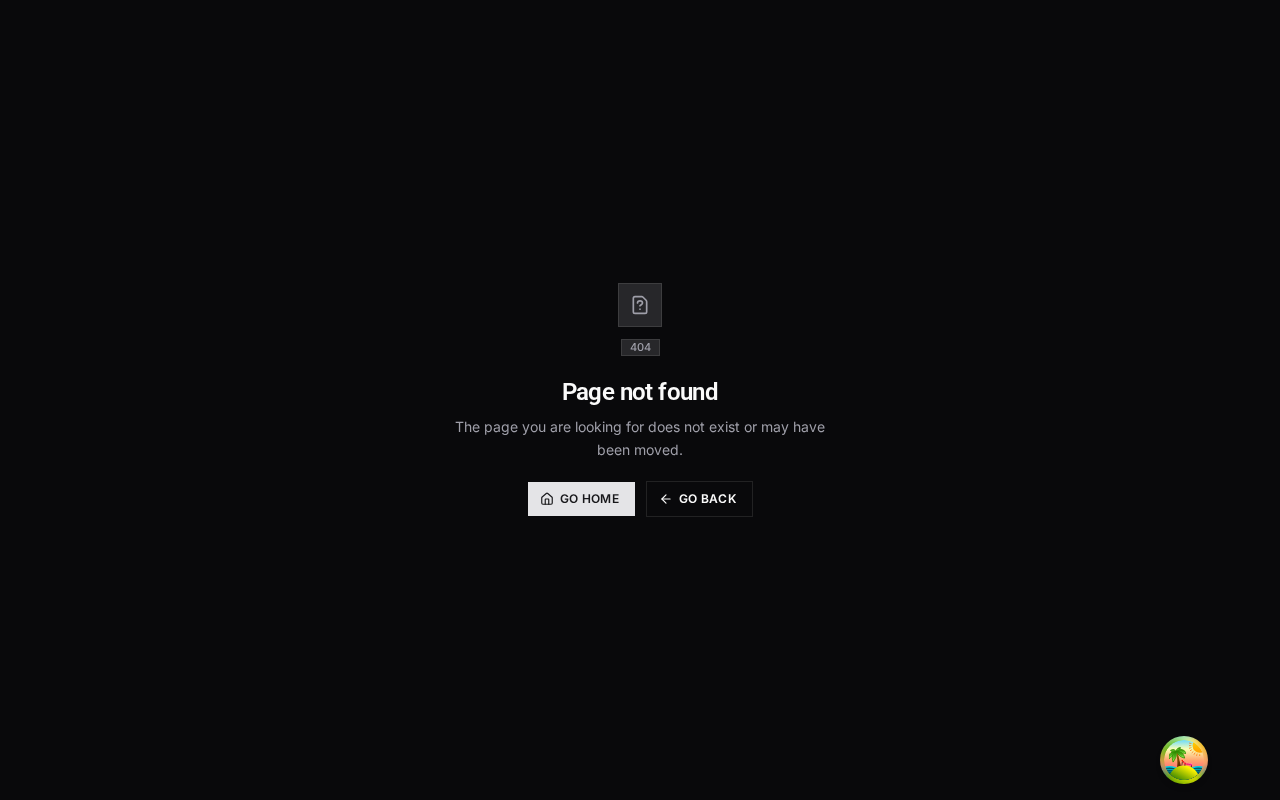 404
Page not found
The page you are looking for does not exist or may have
been moved.
GO HOME
GO BACK